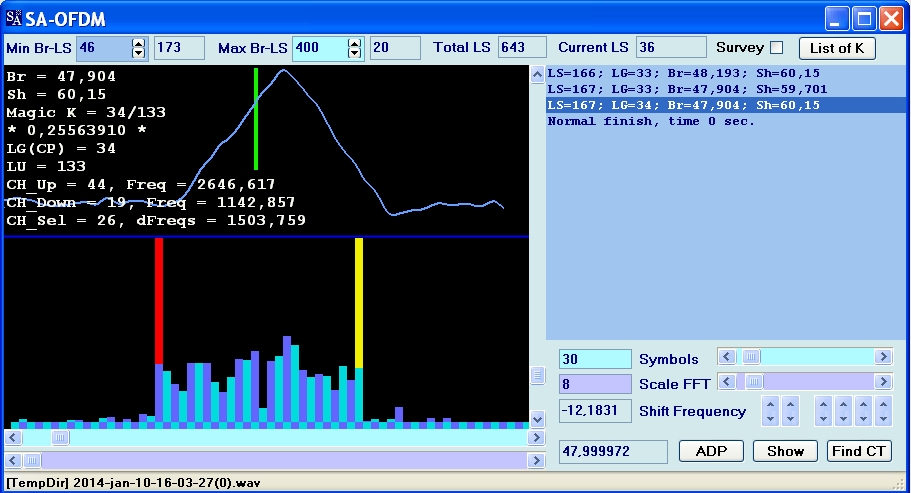 SA SA-OFDM
Min Br-LS 46 173 Max Br-LS 400 20 Total LS 643 Current LS 36 Survey List of K
Br = 47,904
Sh = 60,15
Magic K = 34/133
* 0,25563910 *
LG(CP) = 34
LU = 133
CH_Up = 44, Freq = 2646,617
CH_Down = 19, Freq = 1142,857
CH_Sel = 26, dFreqs = 1503,759
LS=166; LG=33; Br=48,193; Sh=60,15
LS=167; LG=33; Br=47,904; Sh=59,701
LS=167; LG=34; Br=47,904; Sh=60,15
Normal finish, time 0 sec.
30 Symbols
8 Scale FFT
-12,1831 Shift Frequency
47,999972 ADP Show Find CT
[TempDir] 2014-jan-10-16-03-27(0).wav